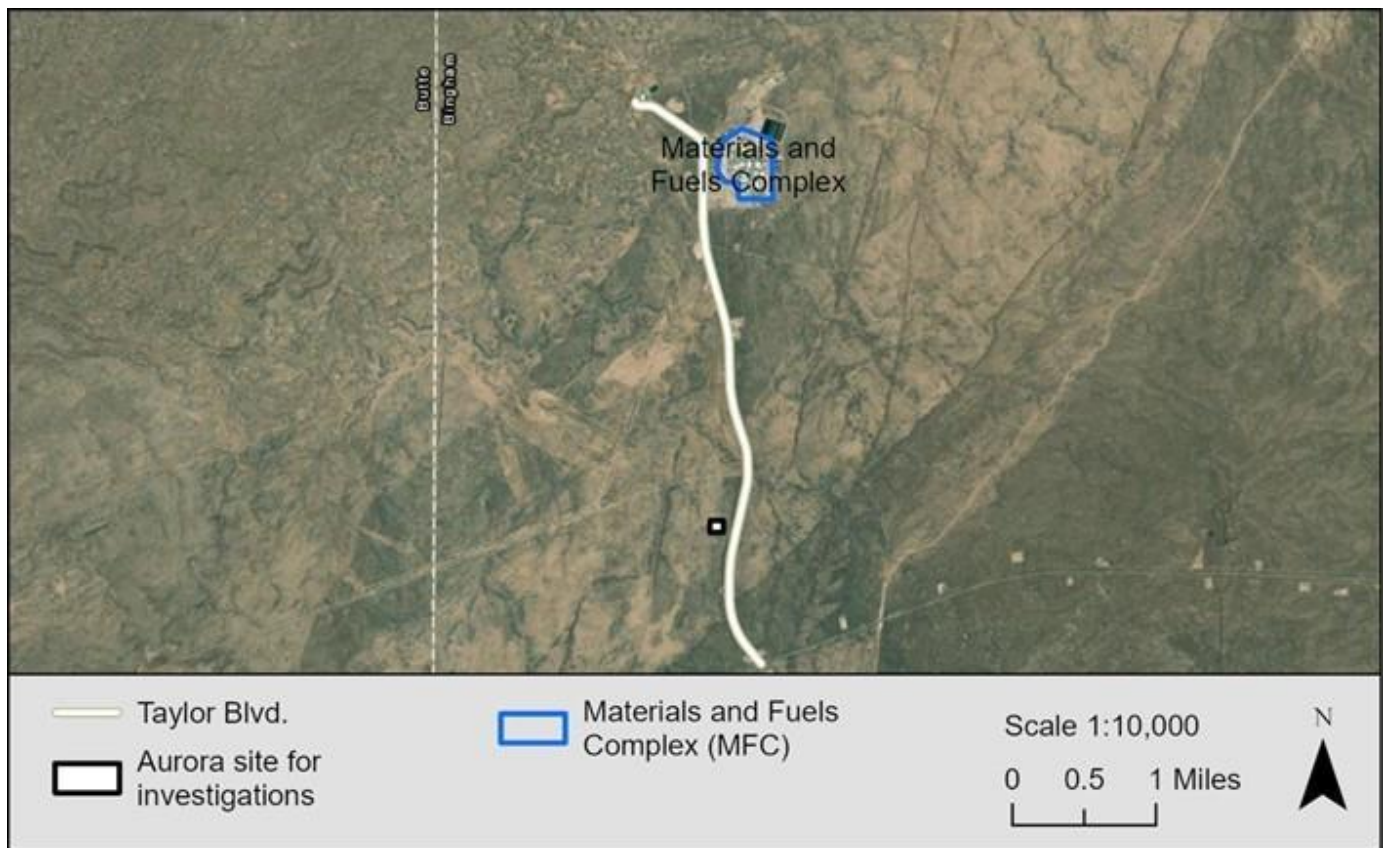 Butte
Bingham
Materials and
Fuels Complex
Taylor Blvd.
Aurora site for
investigations
Materials and Fuels
Complex (MFC)
Scale 1:10,000
0 0.5 1 Miles
N